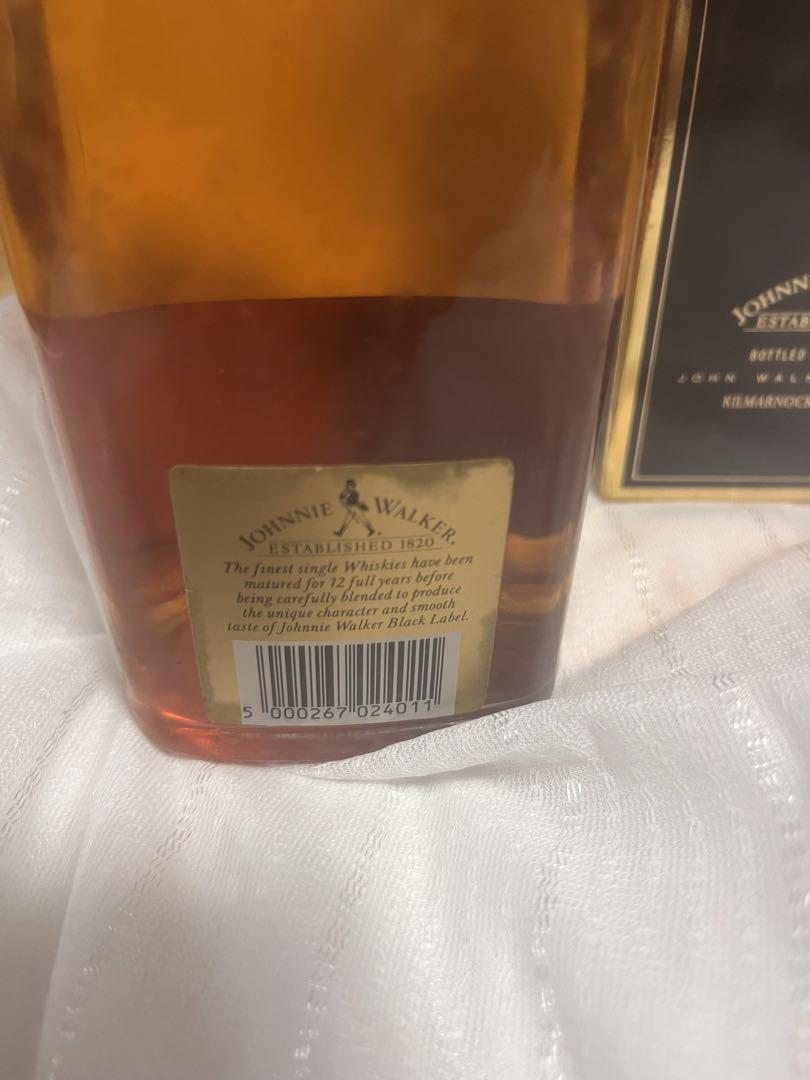 JOHNNIE WALKER.
ESTABLISHED 1820
The finest single Whiskies have been
matured for 12 full years before
being carefully blended to produce
the unique character and smooth
taste of Johnnie Walker Black Label.
5 000267 024011
BOTTLED
JOHN
KILMARNOCK